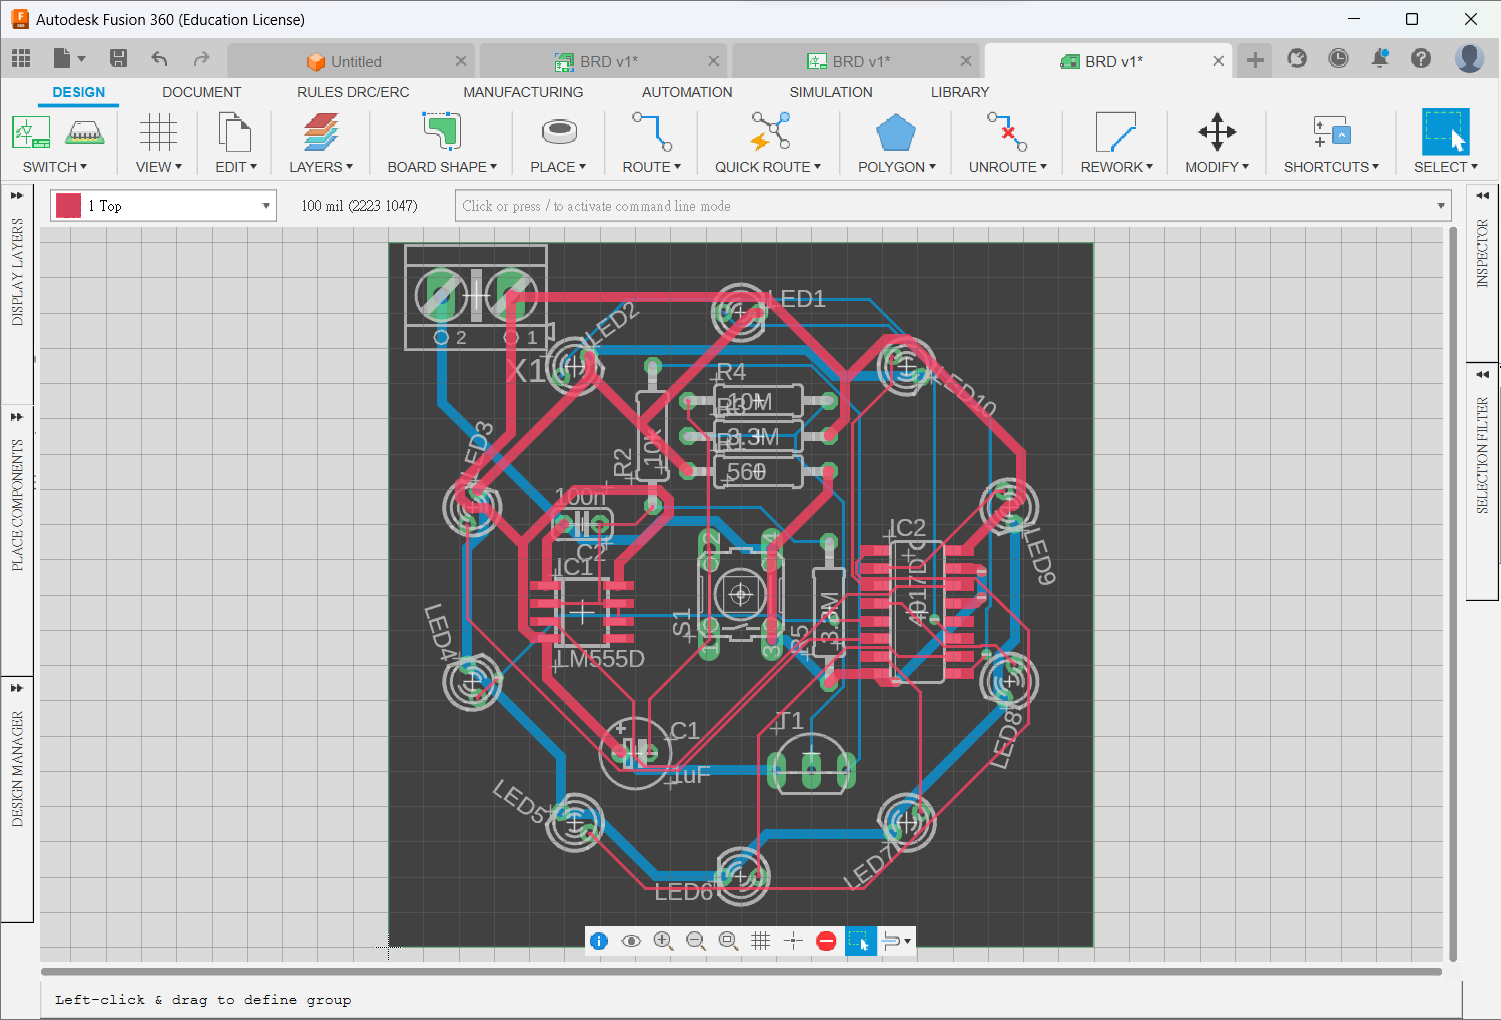 Autodesk Fusion 360 (Education License)
Untitled
BRD v1*
BRD v1*
BRD v1*
DESIGN
DOCUMENT
RULES DRC/ERC
MANUFACTURING
AUTOMATION
SIMULATION
LIBRARY
SWITCH
VIEW
EDIT
LAYERS
BOARD SHAPE
PLACE
ROUTE
QUICK ROUTE
POLYGON
UNROUTE
REWORK
MODIFY
SHORTCUTS
SELECT
1 Top
100 mil (2223 1047)
Click or press / to activate command line mode
DISPLAY LAYERS
PLACE COMPONENTS
DESIGN MANAGER
INSPECTOR
SELECTION FILTER
2
1
X1
LED1
LED2
LED10
LED3
R4
10M
R3
3.3M
R1
560
R2
10k
100n
C2
IC1
LM555D
IC2
4017D
LED9
S1
2
4
1
3
R5
3.3M
LED4
C1
1uF
T1
LED8
LED5
LED7
LED6
Left-click & drag to define group